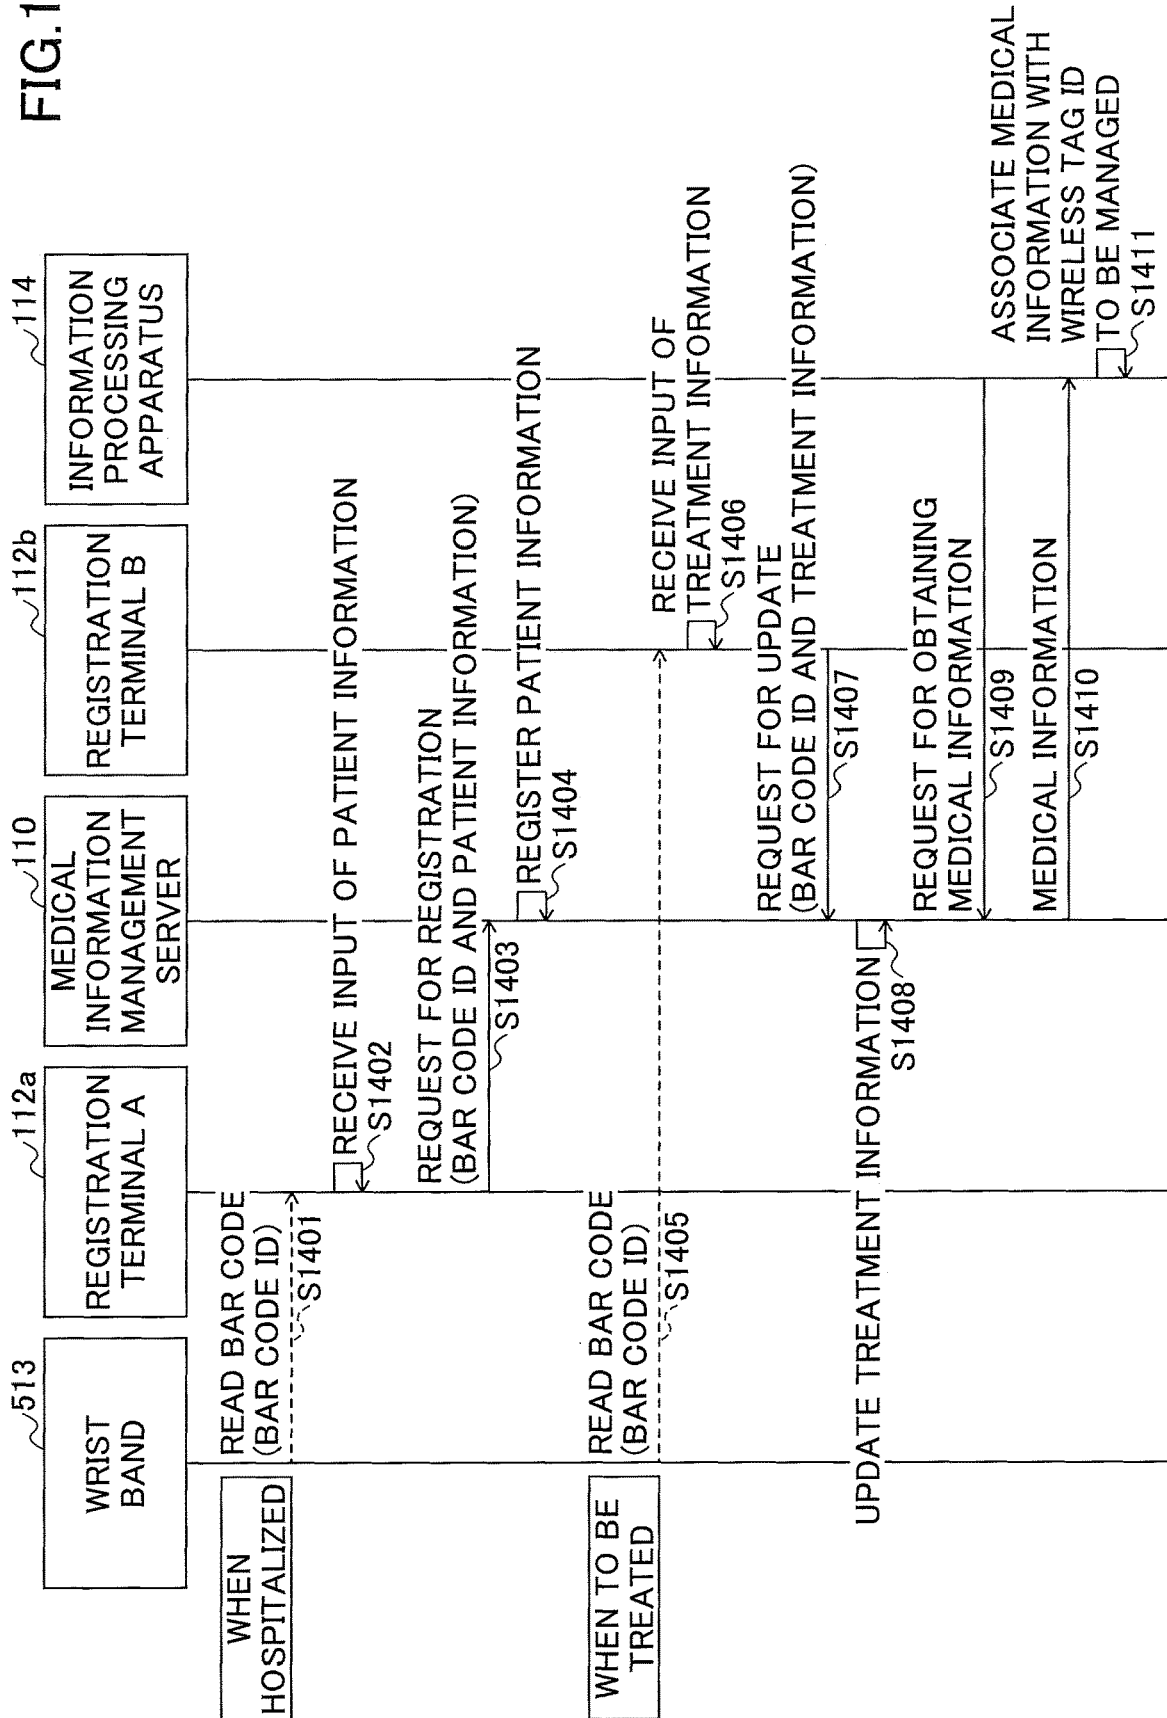 FIG.1
513
WRIST
BAND
112a
REGISTRATION
TERMINAL A
110
MEDICAL
INFORMATION
MANAGEMENT
SERVER
112b
REGISTRATION
TERMINAL B
114
INFORMATION
PROCESSING
APPARATUS
WHEN
HOSPITALIZED
READ BAR CODE
(BAR CODE ID)
S1401
RECEIVE INPUT OF PATIENT INFORMATION
S1402
REQUEST FOR REGISTRATION
(BAR CODE ID AND PATIENT INFORMATION)
S1403
REGISTER PATIENT INFORMATION
S1404
WHEN TO BE
TREATED
READ BAR CODE
(BAR CODE ID)
S1405
RECEIVE INPUT OF
TREATMENT INFORMATION
S1406
REQUEST FOR UPDATE
(BAR CODE ID AND TREATMENT INFORMATION)
S1407
UPDATE TREATMENT INFORMATION
S1408
REQUEST FOR OBTAINING
MEDICAL INFORMATION
S1409
MEDICAL INFORMATION
S1410
ASSOCIATE MEDICAL
INFORMATION WITH
WIRELESS TAG ID
TO BE MANAGED
S1411